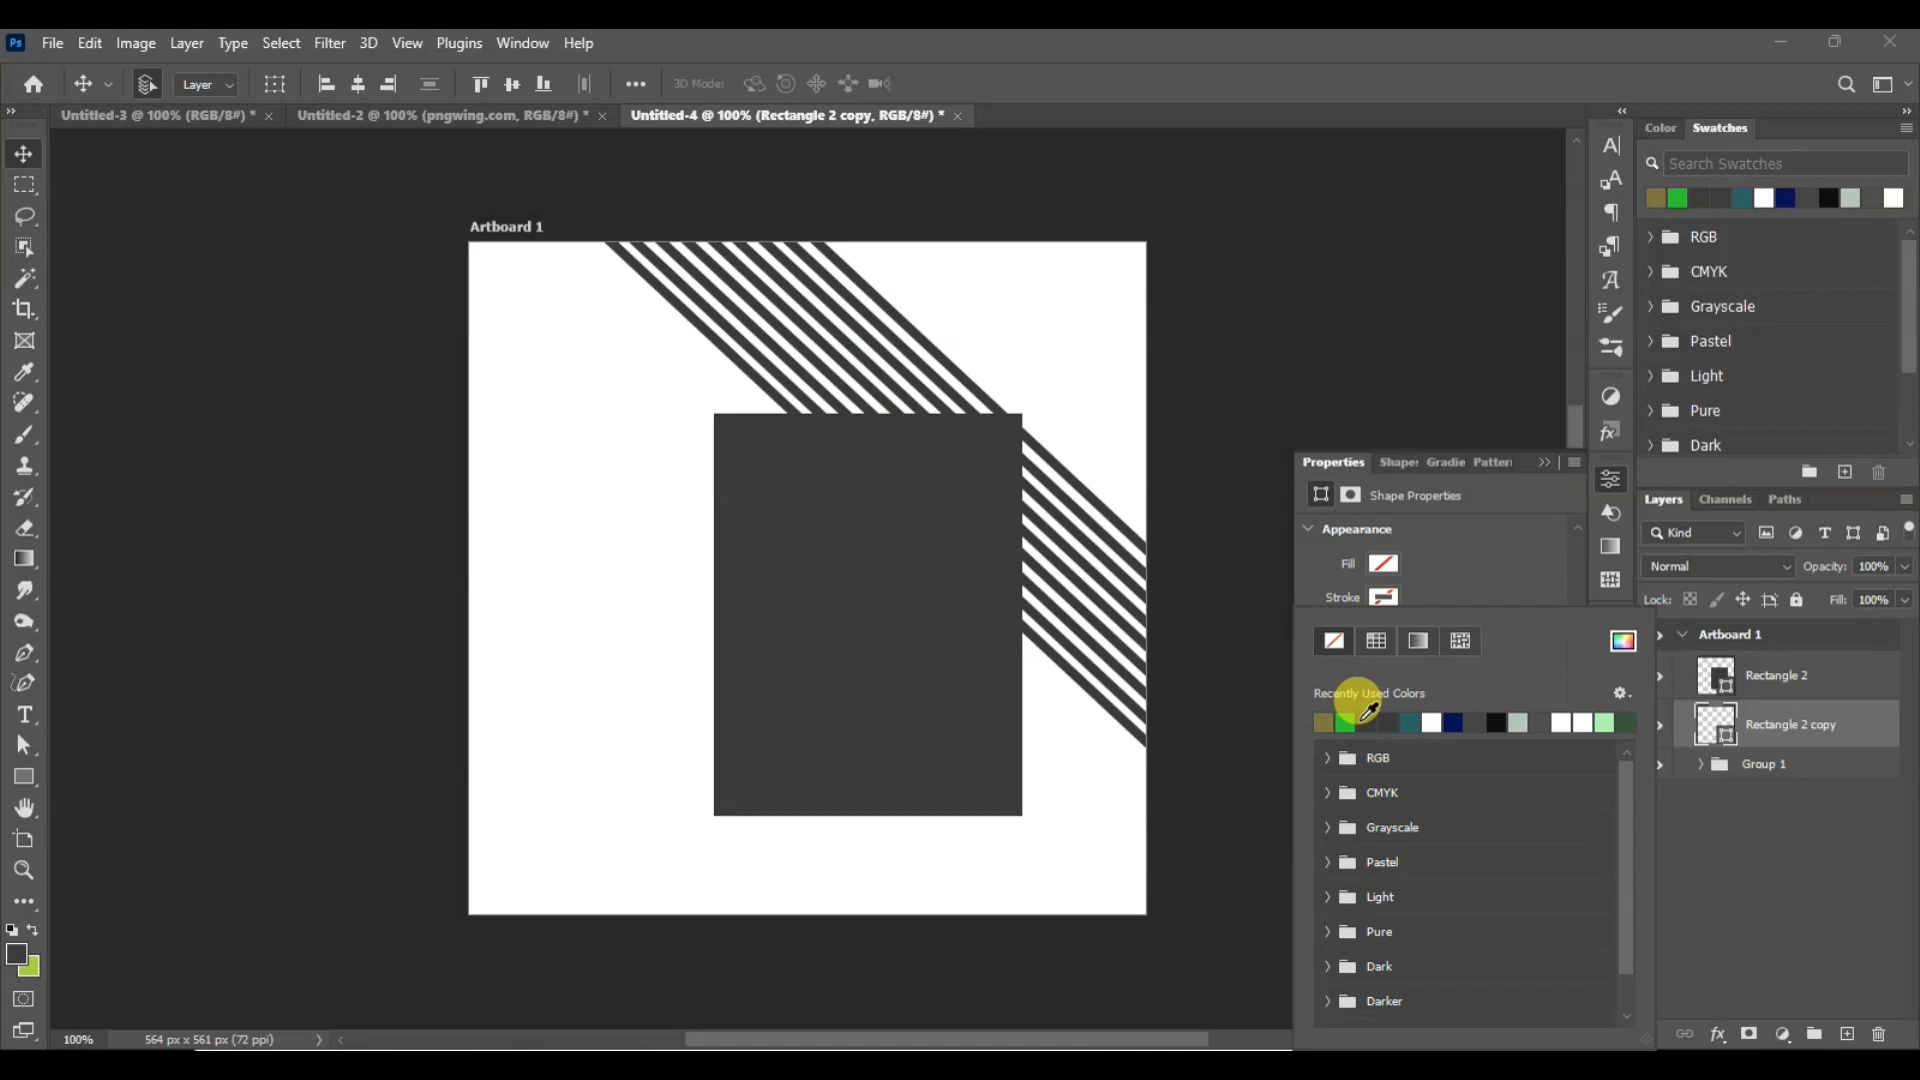 Ps File Edit Image Layer Type Select Filter 3D View Plugins Window Help
Layer 3D Mode:
Untitled-3 @ 100% (RGB/8#) * Untitled-2 @ 100% (pngwing.com, RGB/8#) * Untitled-4 @ 100% (Rectangle 2 copy, RGB/8#) *
Artboard 1
Color Swatches
Search Swatches
RGB
CMYK
Grayscale
Pastel
Light
Pure
Dark
Properties Shape: Gradie Patter
Shape Properties
Appearance
Fill
Stroke
Recently Used Colors
RGB
CMYK
Grayscale
Pastel
Light
Pure
Dark
Darker
Layers Channels Paths
Kind
Normal Opacity: 100%
Lock: Fill: 100%
Artboard 1
Rectangle 2
Rectangle 2 copy
Group 1
100% 564 px x 561 px (72 ppi)